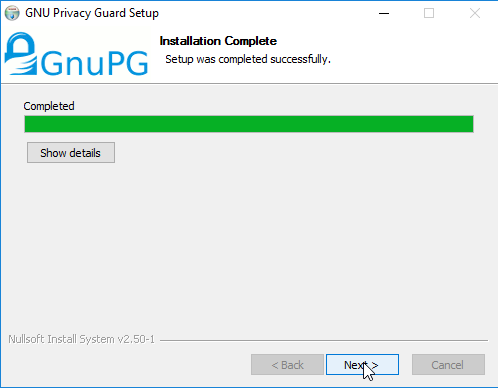 GNU Privacy Guard Setup
GnuPG
Installation Complete
Setup was completed successfully.
Completed
Show details
Nullsoft Install System v2.50-1
< Back
Next >
Cancel